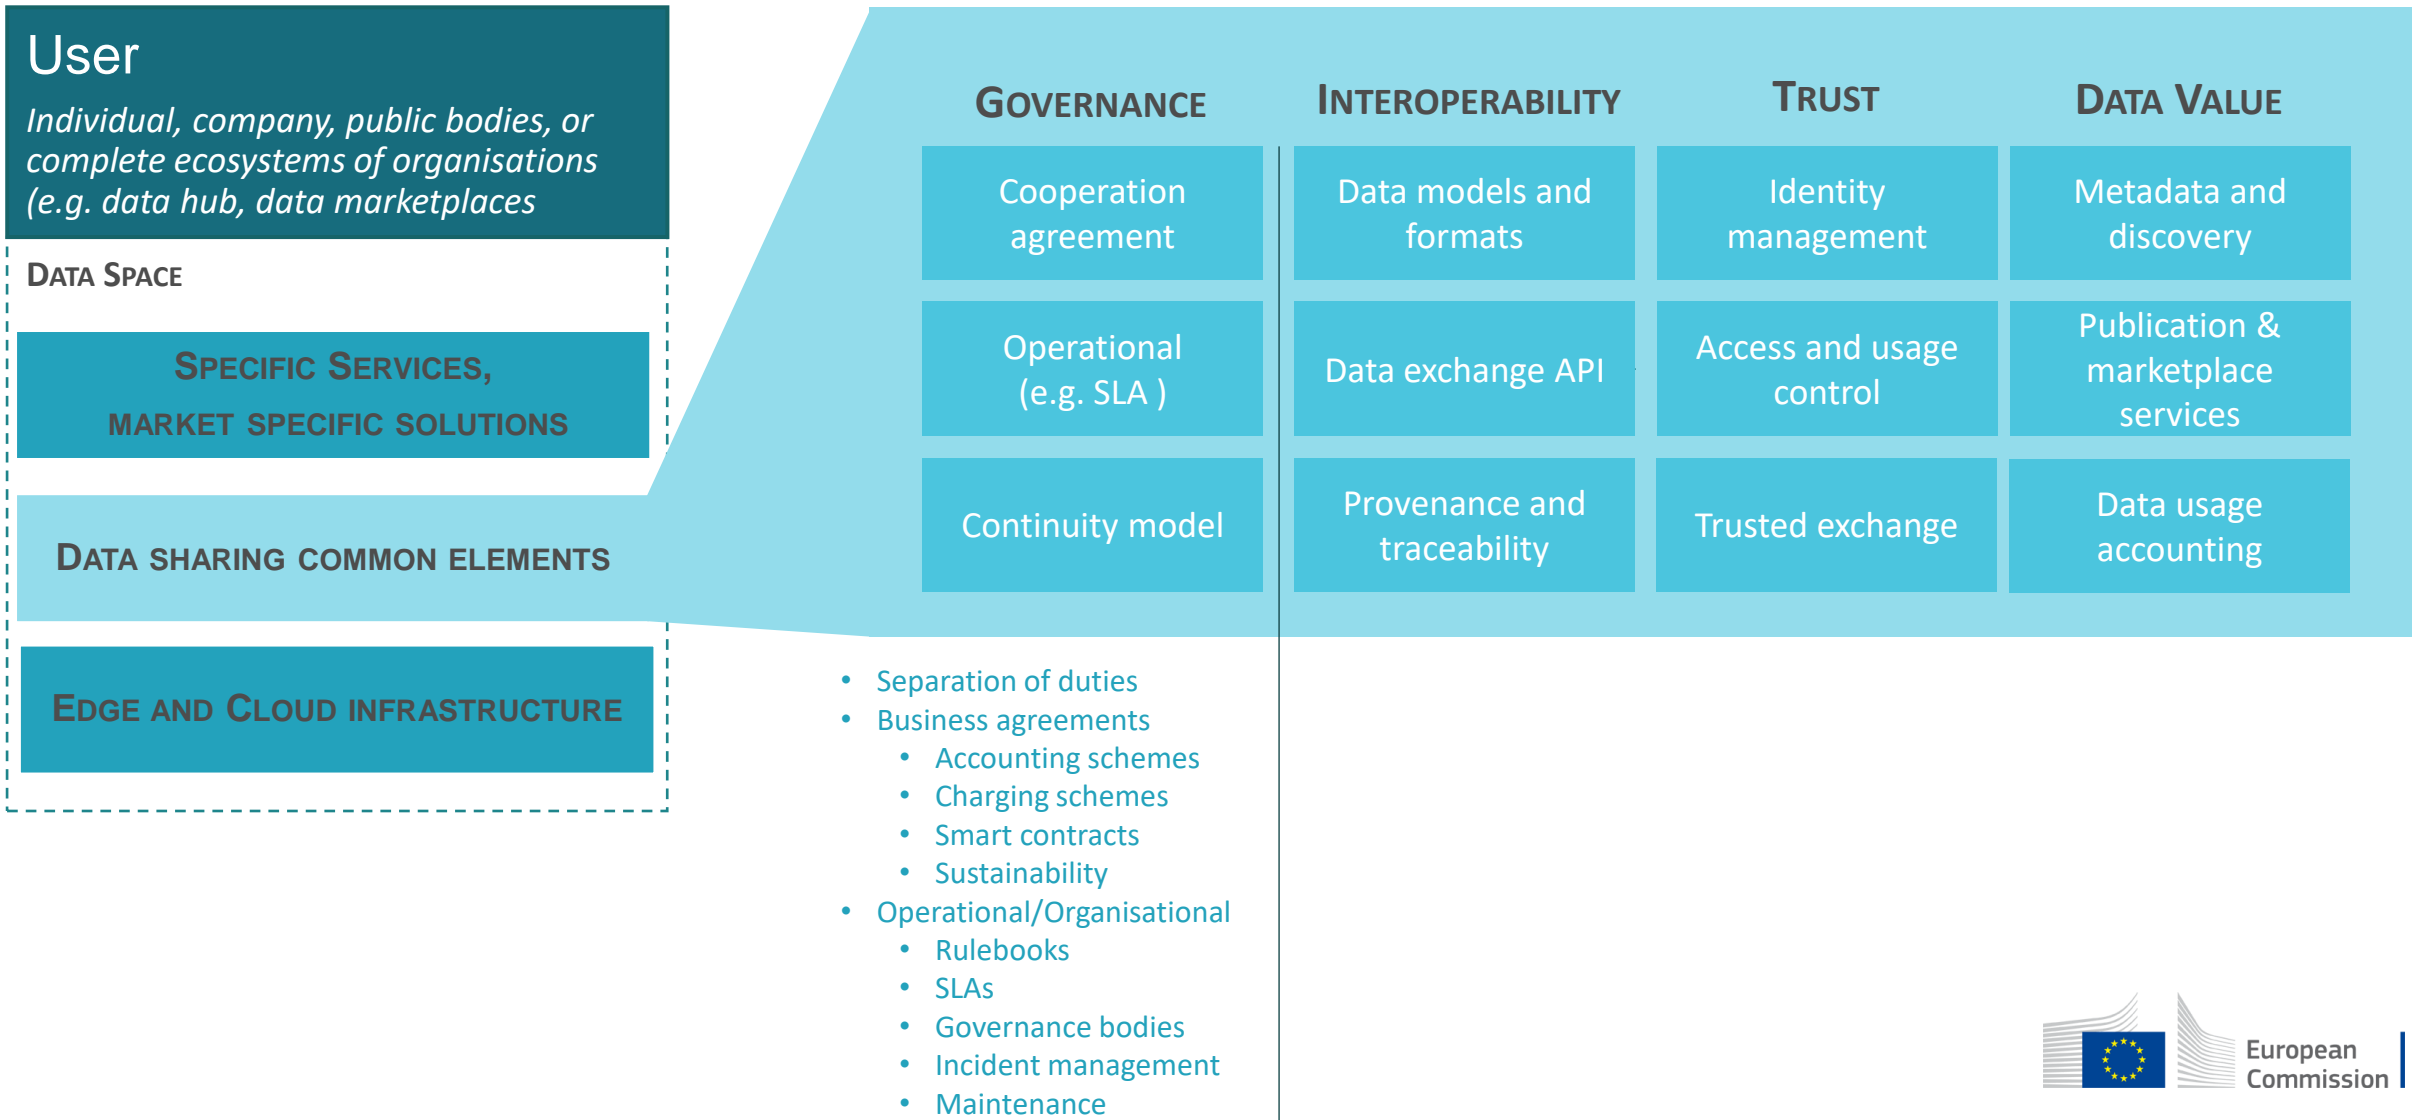 User
Individual, company, public bodies, or
complete ecosystems of organisations
(e.g. data hub, data marketplaces
DATA SPACE
SPECIFIC SERVICES,
MARKET SPECIFIC SOLUTIONS
DATA SHARING COMMON ELEMENTS
EDGE AND CLOUD INFRASTRUCTURE
GOVERNANCE
INTEROPERABILITY
TRUST
DATA VALUE
Cooperation
agreement
Data models and
formats
Identity
management
Metadata and
discovery
Operational
(e.g. SLA )
Data exchange API
Access and usage
control
Publication &
marketplace
services
Continuity model
Provenance and
traceability
Trusted exchange
Data usage
accounting
• Separation of duties
• Business agreements
• Accounting schemes
• Charging schemes
• Smart contracts
• Sustainability
• Operational/Organisational
• Rulebooks
• SLAs
• Governance bodies
• Incident management
• Maintenance
European
Commission